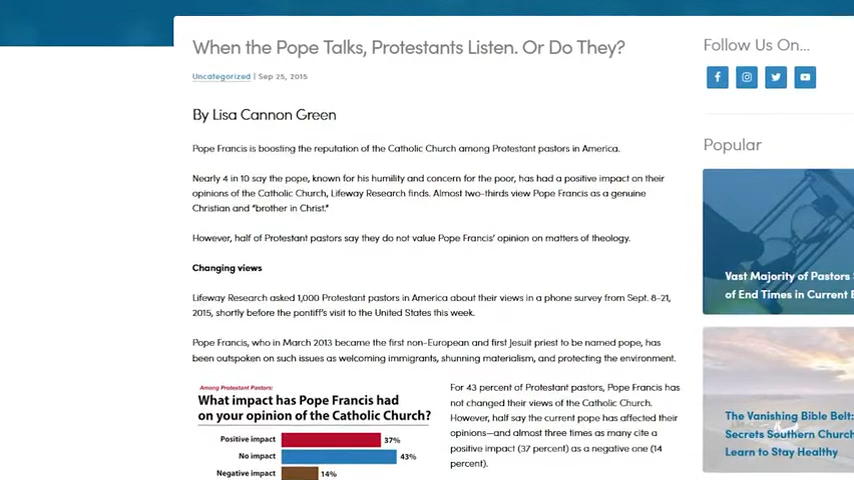 When the Pope Talks, Protestants Listen. Or Do They?
Uncategorized | Sep 25, 2015
By Lisa Cannon Green
Pope Francis is boosting the reputation of the Catholic Church among Protestant pastors in America.
Nearly 4 in 10 say the pope, known for his humility and concern for the poor, has had a positive impact on their
opinions of the Catholic Church, Lifeway Research finds. Almost two-thirds view Pope Francis as a genuine
Christian and “brother in Christ.”
However, half of Protestant pastors say they do not value Pope Francis’ opinion on matters of theology.
Changing views
Lifeway Research asked 1,000 Protestant pastors in America about their views in a phone survey from Sept. 8-21,
2015, shortly before the pontiff’s visit to the United States this week.
Pope Francis, who in March 2013 became the first non-European and first Jesuit priest to be named pope, has
been outspoken on such issues as welcoming immigrants, shunning materialism, and protecting the environment.
Among Protestant Pastors:
What impact has Pope Francis had
on your opinion of the Catholic Church?
Positive impact 37%
No impact 43%
Negative impact 14%
For 43 percent of Protestant pastors, Pope Francis has
not changed their views of the Catholic Church.
However, half say the current pope has affected their
opinions—and almost three times as many cite a
positive impact (37 percent) as a negative one (14
percent).
Follow Us On...
Popular
Vast Majority of Pastors
of End Times in Current
The Vanishing Bible Belt:
Secrets Southern
Learn to Stay Healthy